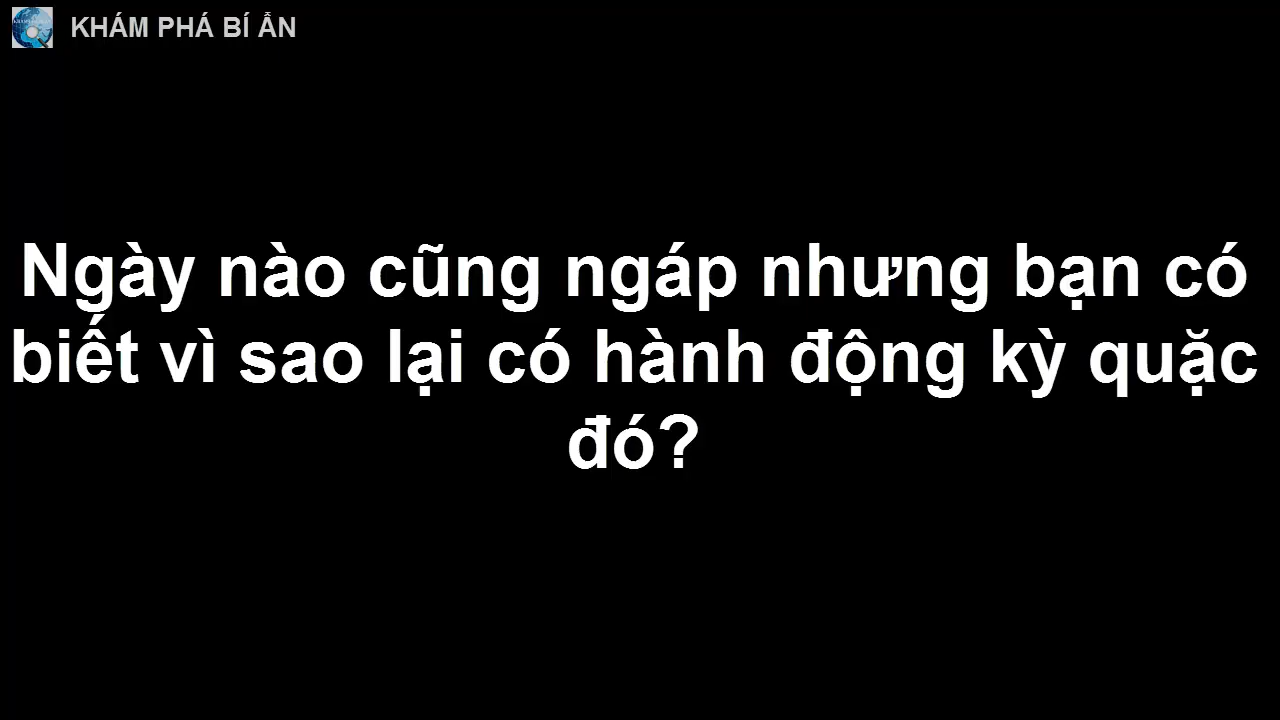 KHÁM PHÁ BÍ ẨN
Ngày nào cũng ngáp nhưng bạn có
biết vì sao lại có hành động kỳ quặc
đó?